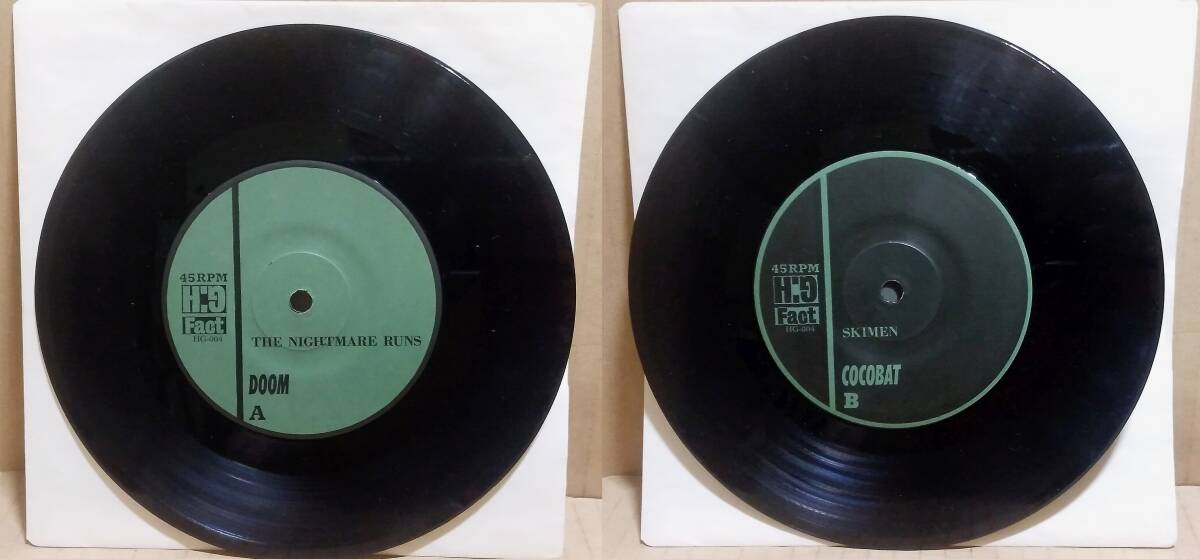 45RPM
H:G
Fact
HG-004
THE NIGHTMARE RUNS
DOOM
A
45RPM
H:G
Fact
HG-004
SKIMEN
COCOBAT
B